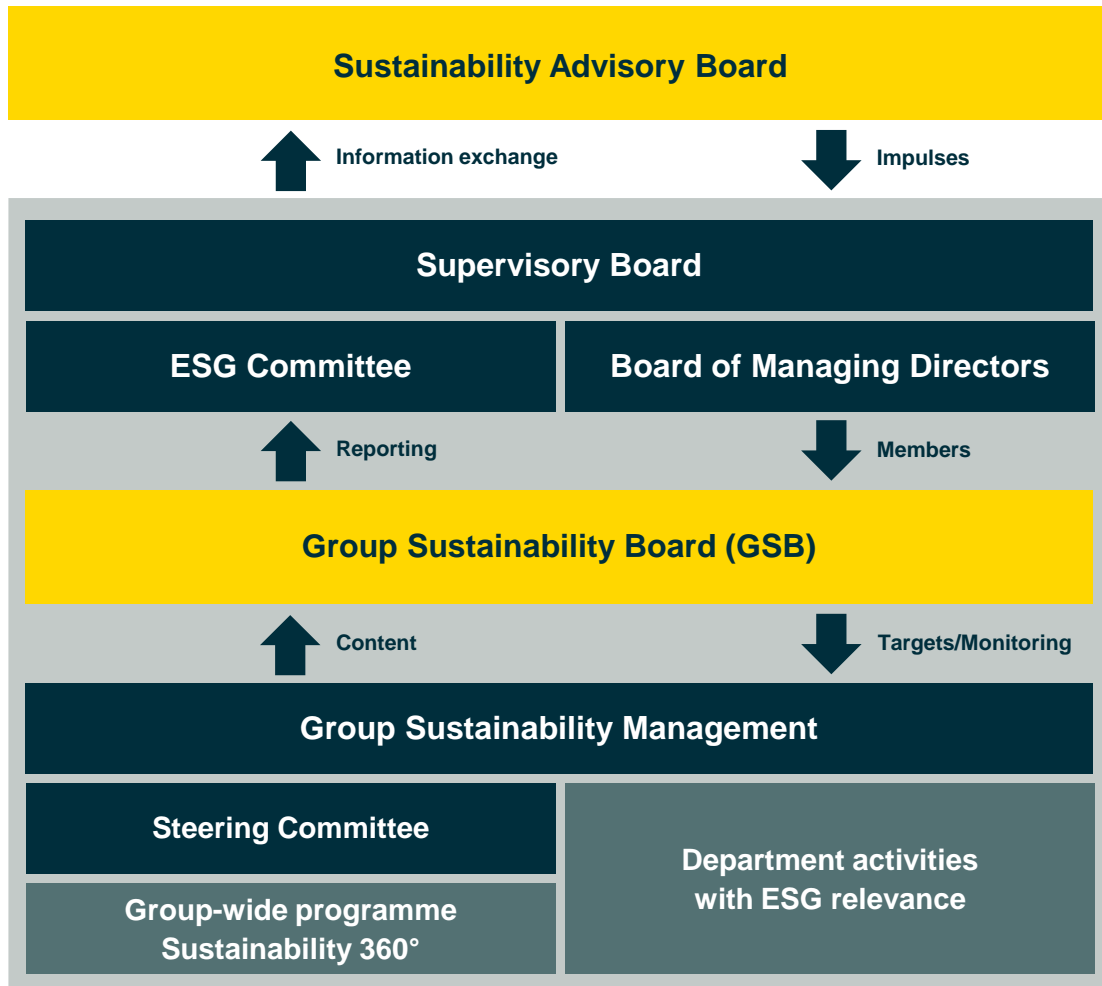 Sustainability Advisory Board
Information exchange
Impulses
Supervisory Board
ESG Committee
Board of Managing Directors
Reporting
Members
Group Sustainability Board (GSB)
Content
Targets/Monitoring
Group Sustainability Management
Steering Committee
Group-wide programme
Sustainability 360°
Department activities
with ESG relevance